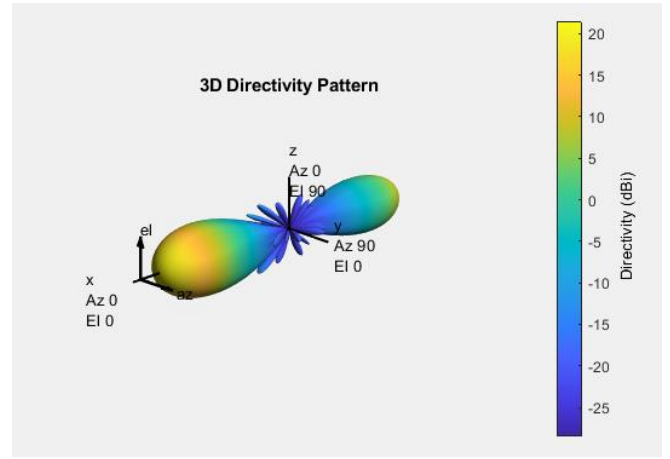 3D Directivity Pattern
z
Az 0
El 90
y
Az 90
El 0
el
az
x
Az 0
El 0
20
15
10
5
0
-5
-10
-15
-20
-25
Directivity (dBi)